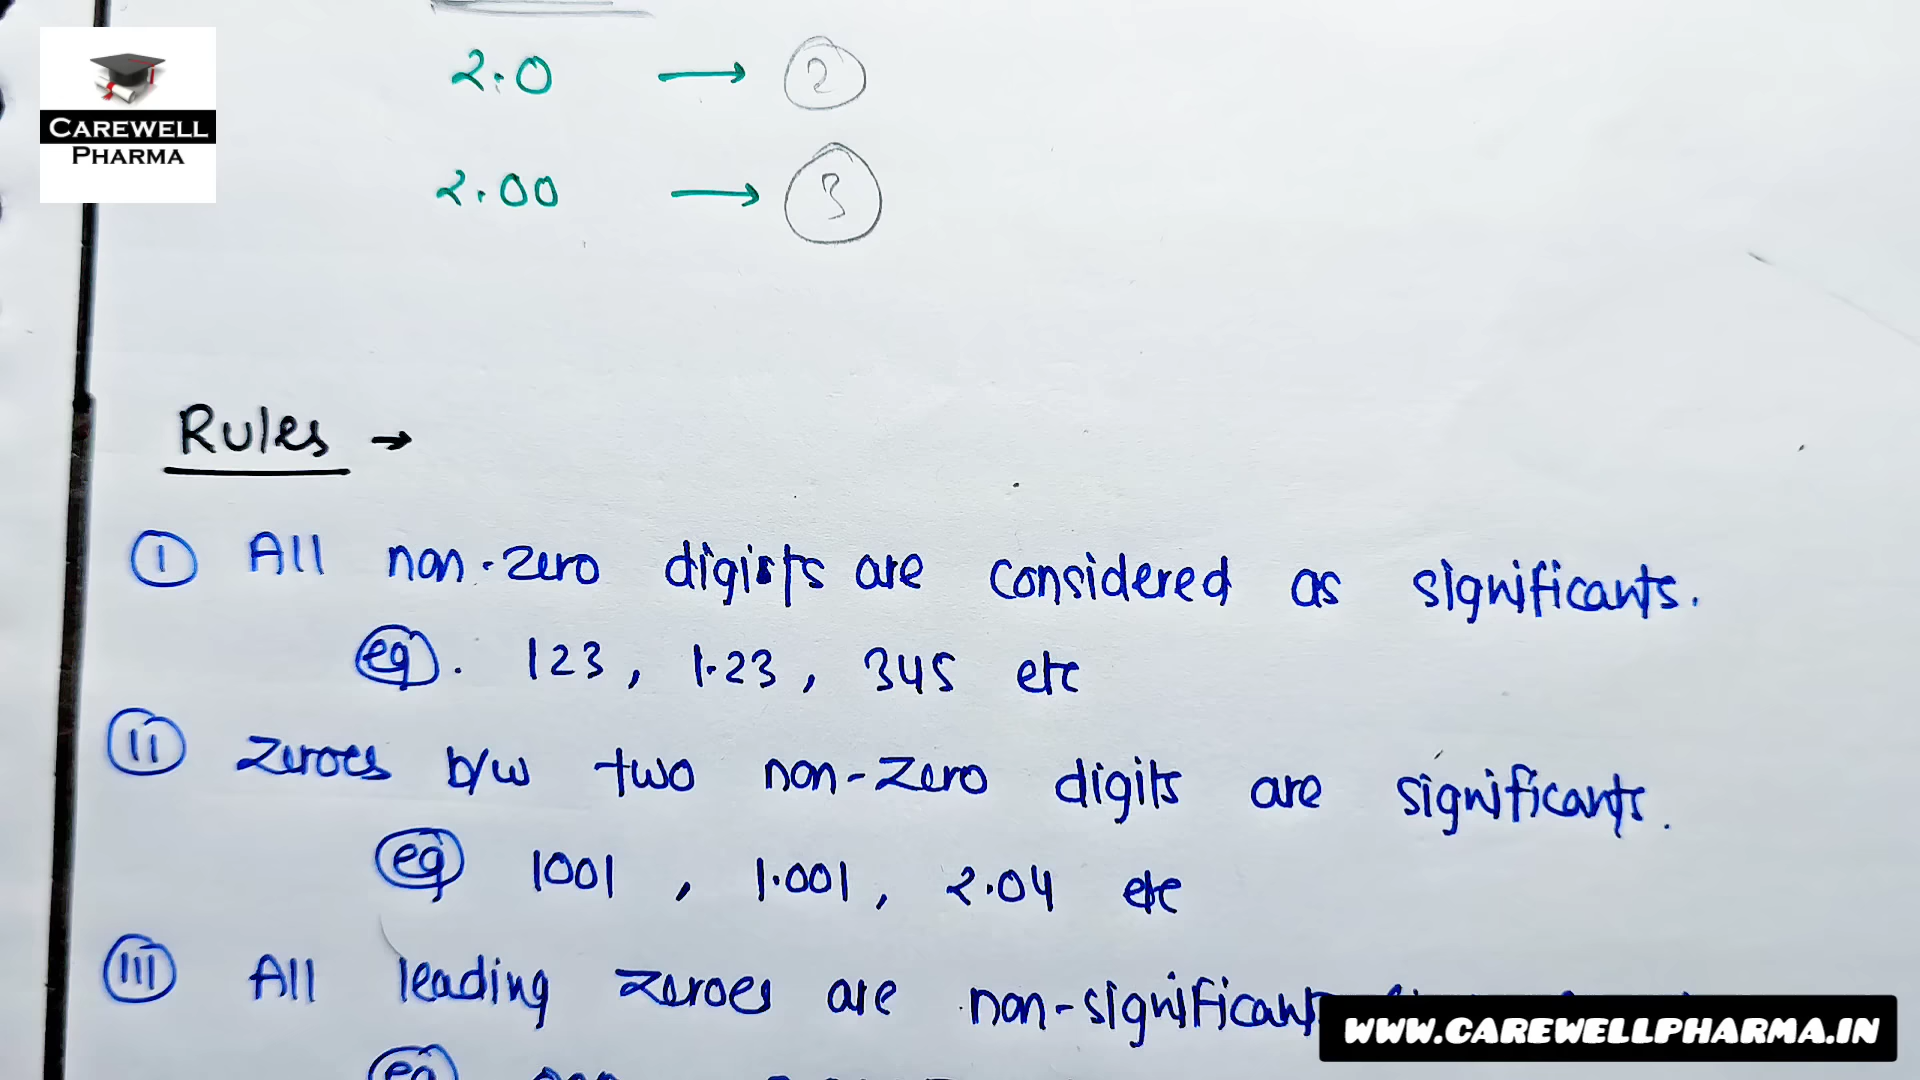 CAREWELL
PHARMA
2.0 → 2
2.00 → 3
Rules →
I All non-zero digists are considered as significants.
eg. 123, 1.23, 345 etc
II Zeroes b/w two non-zero digits are significants.
eg 1001, 1.001, 2.04 etc
III All leading zeroes are non-significant
eg
WWW.CAREWELLPHARMA.IN